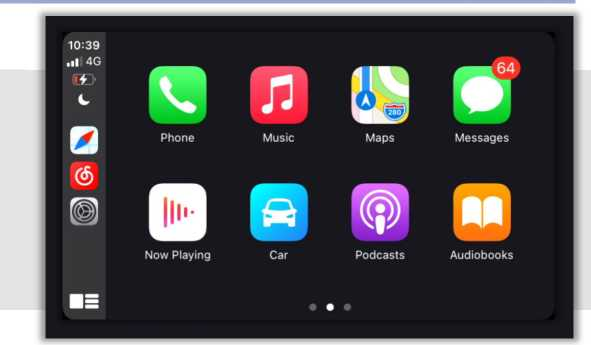 10:39
4G
64
Phone
Music
Maps
Messages
280
Now Playing
Car
Podcasts
Audiobooks